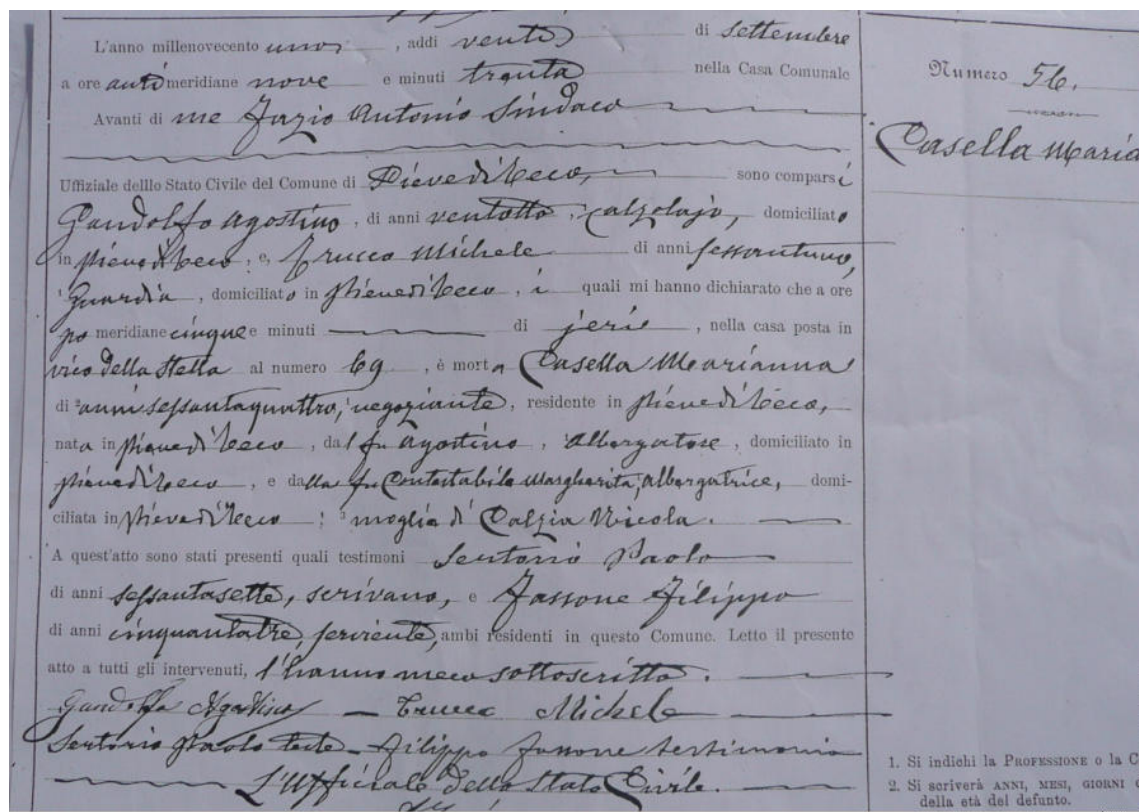 L'anno millenovecento uno, addì venti di Settembre
a ore antimeridiane nove e minuti trenta nella Casa Comunale
Avanti di me Fazio Antonio Sindaco
Uffiziale delllo Stato Civile del Comune di Pieve di Teco, sono comparsi
Gandolfo Agostino, di anni ventotto, calzolajo, domiciliato
in Pieve di Teco, e, Trucco Michele di anni sessantuno,
Guardia, domiciliato in Pieve di Teco, i quali mi hanno dichiarato che a ore
po meridiane cinque e minuti di jeri, nella casa posta in
vico della Stella al numero 69, è morta Casella Marianna
di anni sessantaquattro, negoziante, residente in Pieve di Teco,
nata in Pieve di Teco, dal fu Agostino, Albergatore, domiciliato in
Pieve di Teco, e dalla fu Contestabile Margherita, albergatrice, domi-
ciliata in Pieve di Teco; moglie di Calzia Nicola.
A quest'atto sono stati presenti quali testimoni Sertorio Paolo
di anni sessantasette, scrivano, e Fassone Filippo
di anni cinquantatrè, serviente, ambi residenti in questo Comune. Letto il presente
atto a tutti gli intervenuti, l'hanno meco sottoscritto.
Gandolfo Agostino — Trucco Michele
Sertorio Paolo teste - Filippo Fassone testimonio
L'Ufficiale dello Stato Civile.
Numero 56.
Casella Maria
1. Si indichi la PROFESSIONE o la C
2. Si scriverà ANNI, MESI, GIORNI
della età del defunto.